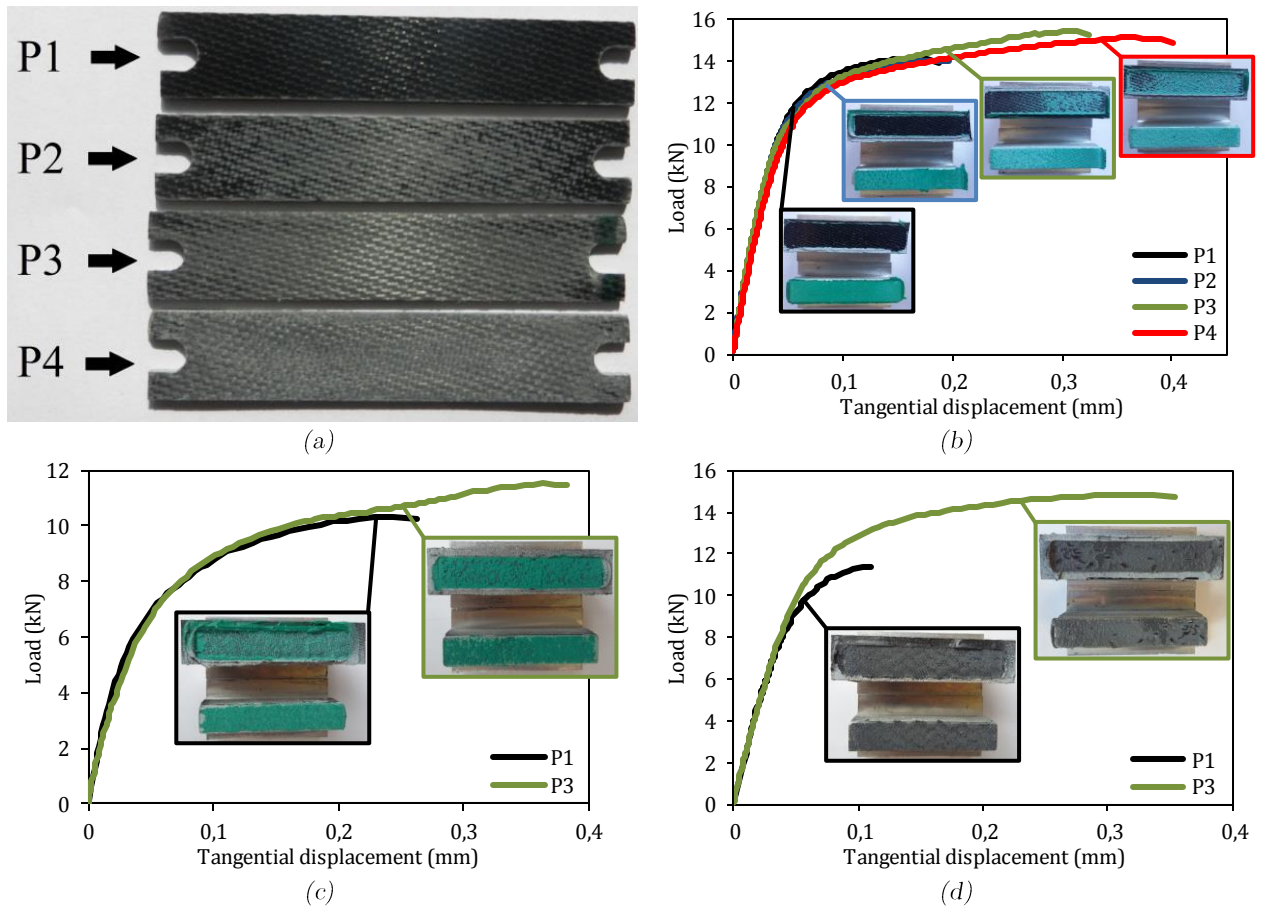 P1
P2
P3
P4
(a)
Load (kN)
16
14
12
10
8
6
4
2
0
0
0,1
0,2
0,3
0,4
Tangential displacement (mm)
P1
P2
P3
P4
(b)
Load (kN)
12
10
8
6
4
2
0
0
0,1
0,2
0,3
0,4
Tangential displacement (mm)
P1
P3
(c)
Load (kN)
16
14
12
10
8
6
4
2
0
0
0,1
0,2
0,3
0,4
Tangential displacement (mm)
P1
P3
(d)